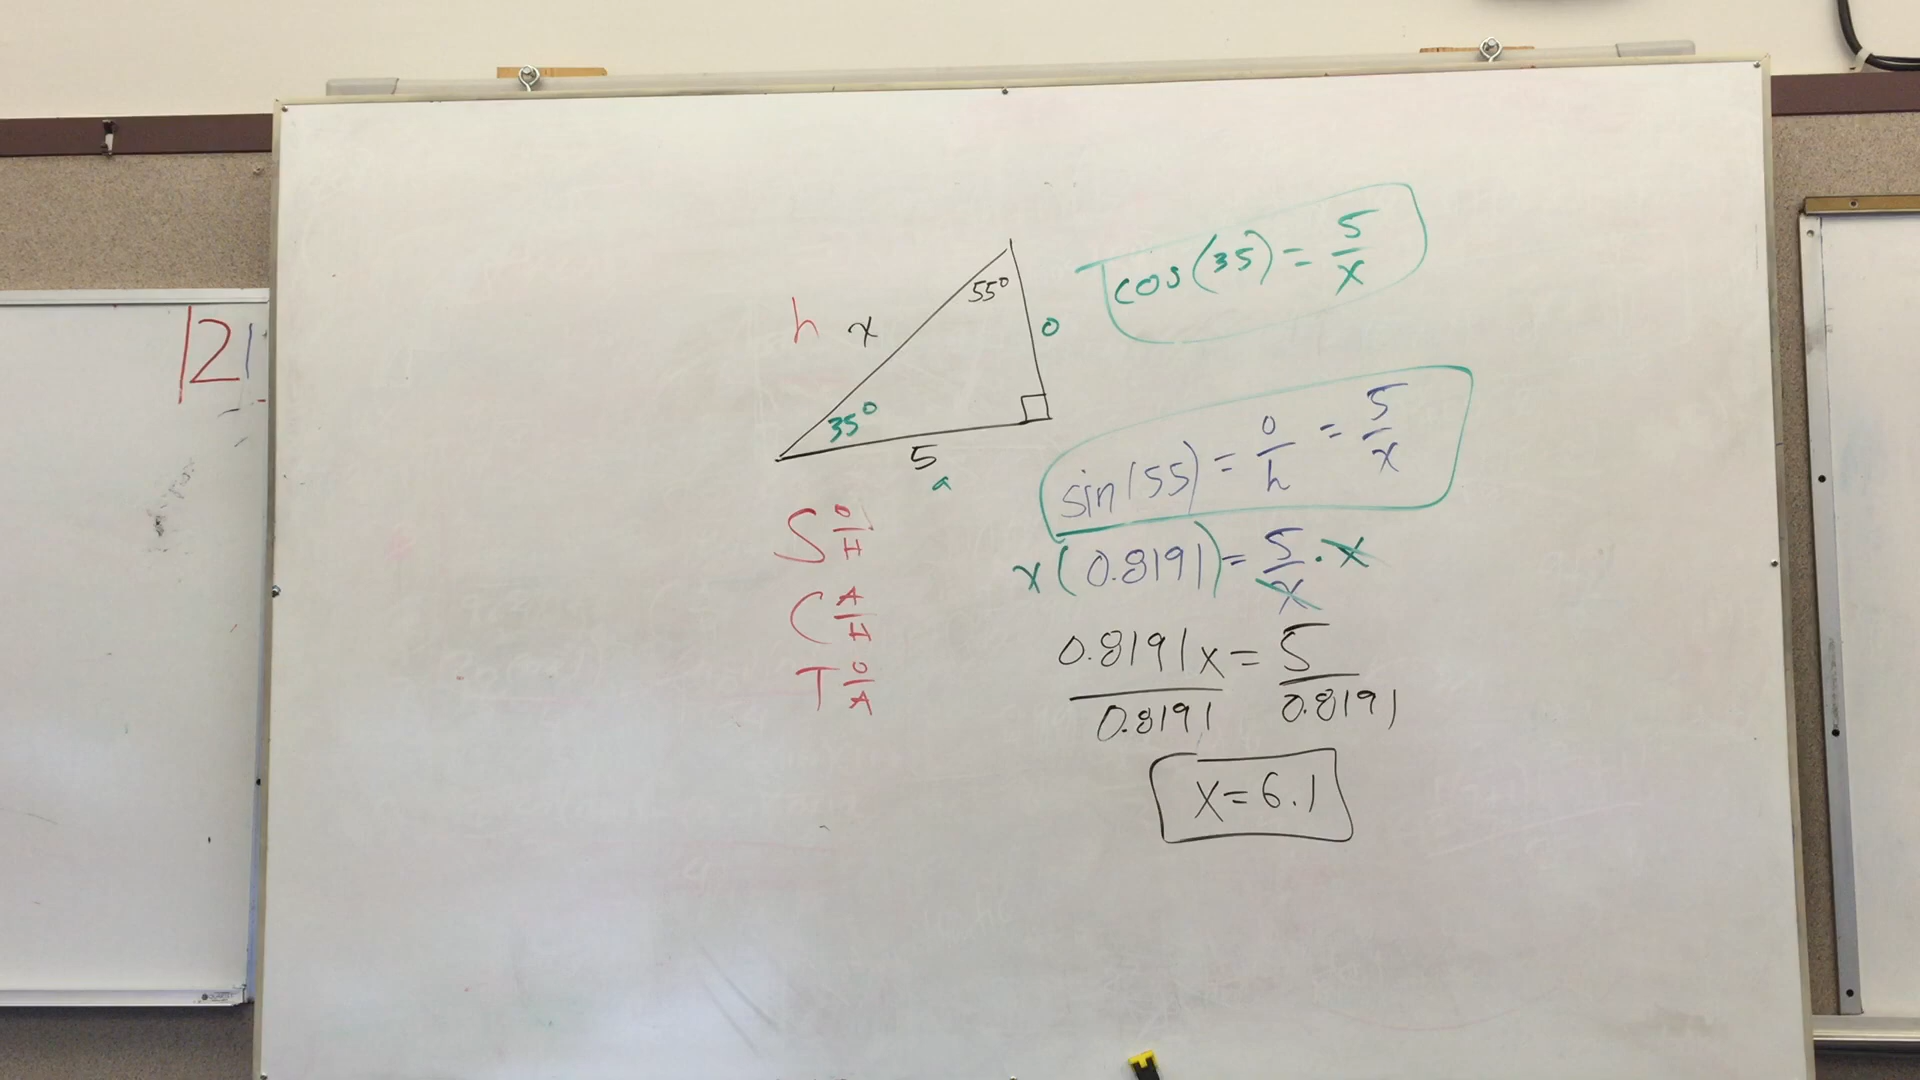 121
cos(35) = 5/x
55°
h x
o
35°
5
a
sin(55) = o/h = 5/x
S O/H
x(0.8191) = 5/x · x
C A/H
0.8191x = 5
0.8191 0.8191
T O/A
x = 6.1